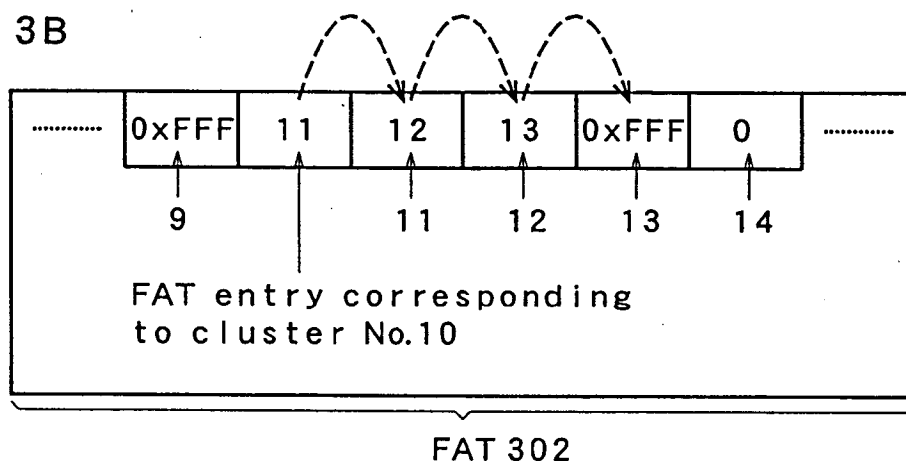 3B
0xFFF 11 12 13 0xFFF 0
9 11 12 13 14
FAT entry corresponding
to cluster No.10
FAT 302